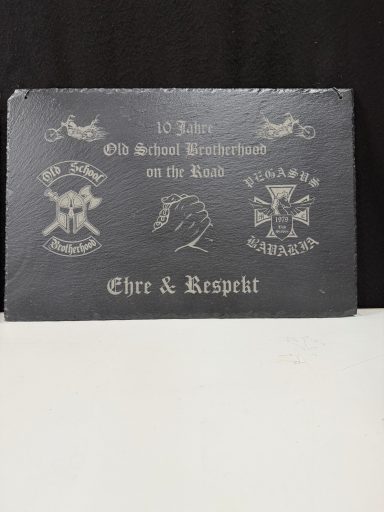 10 Jahre
Old School Brotherhood
on the Road
Old School
Brotherhood
PEGASUS
1979
BAVARIA
Ehre & Respekt